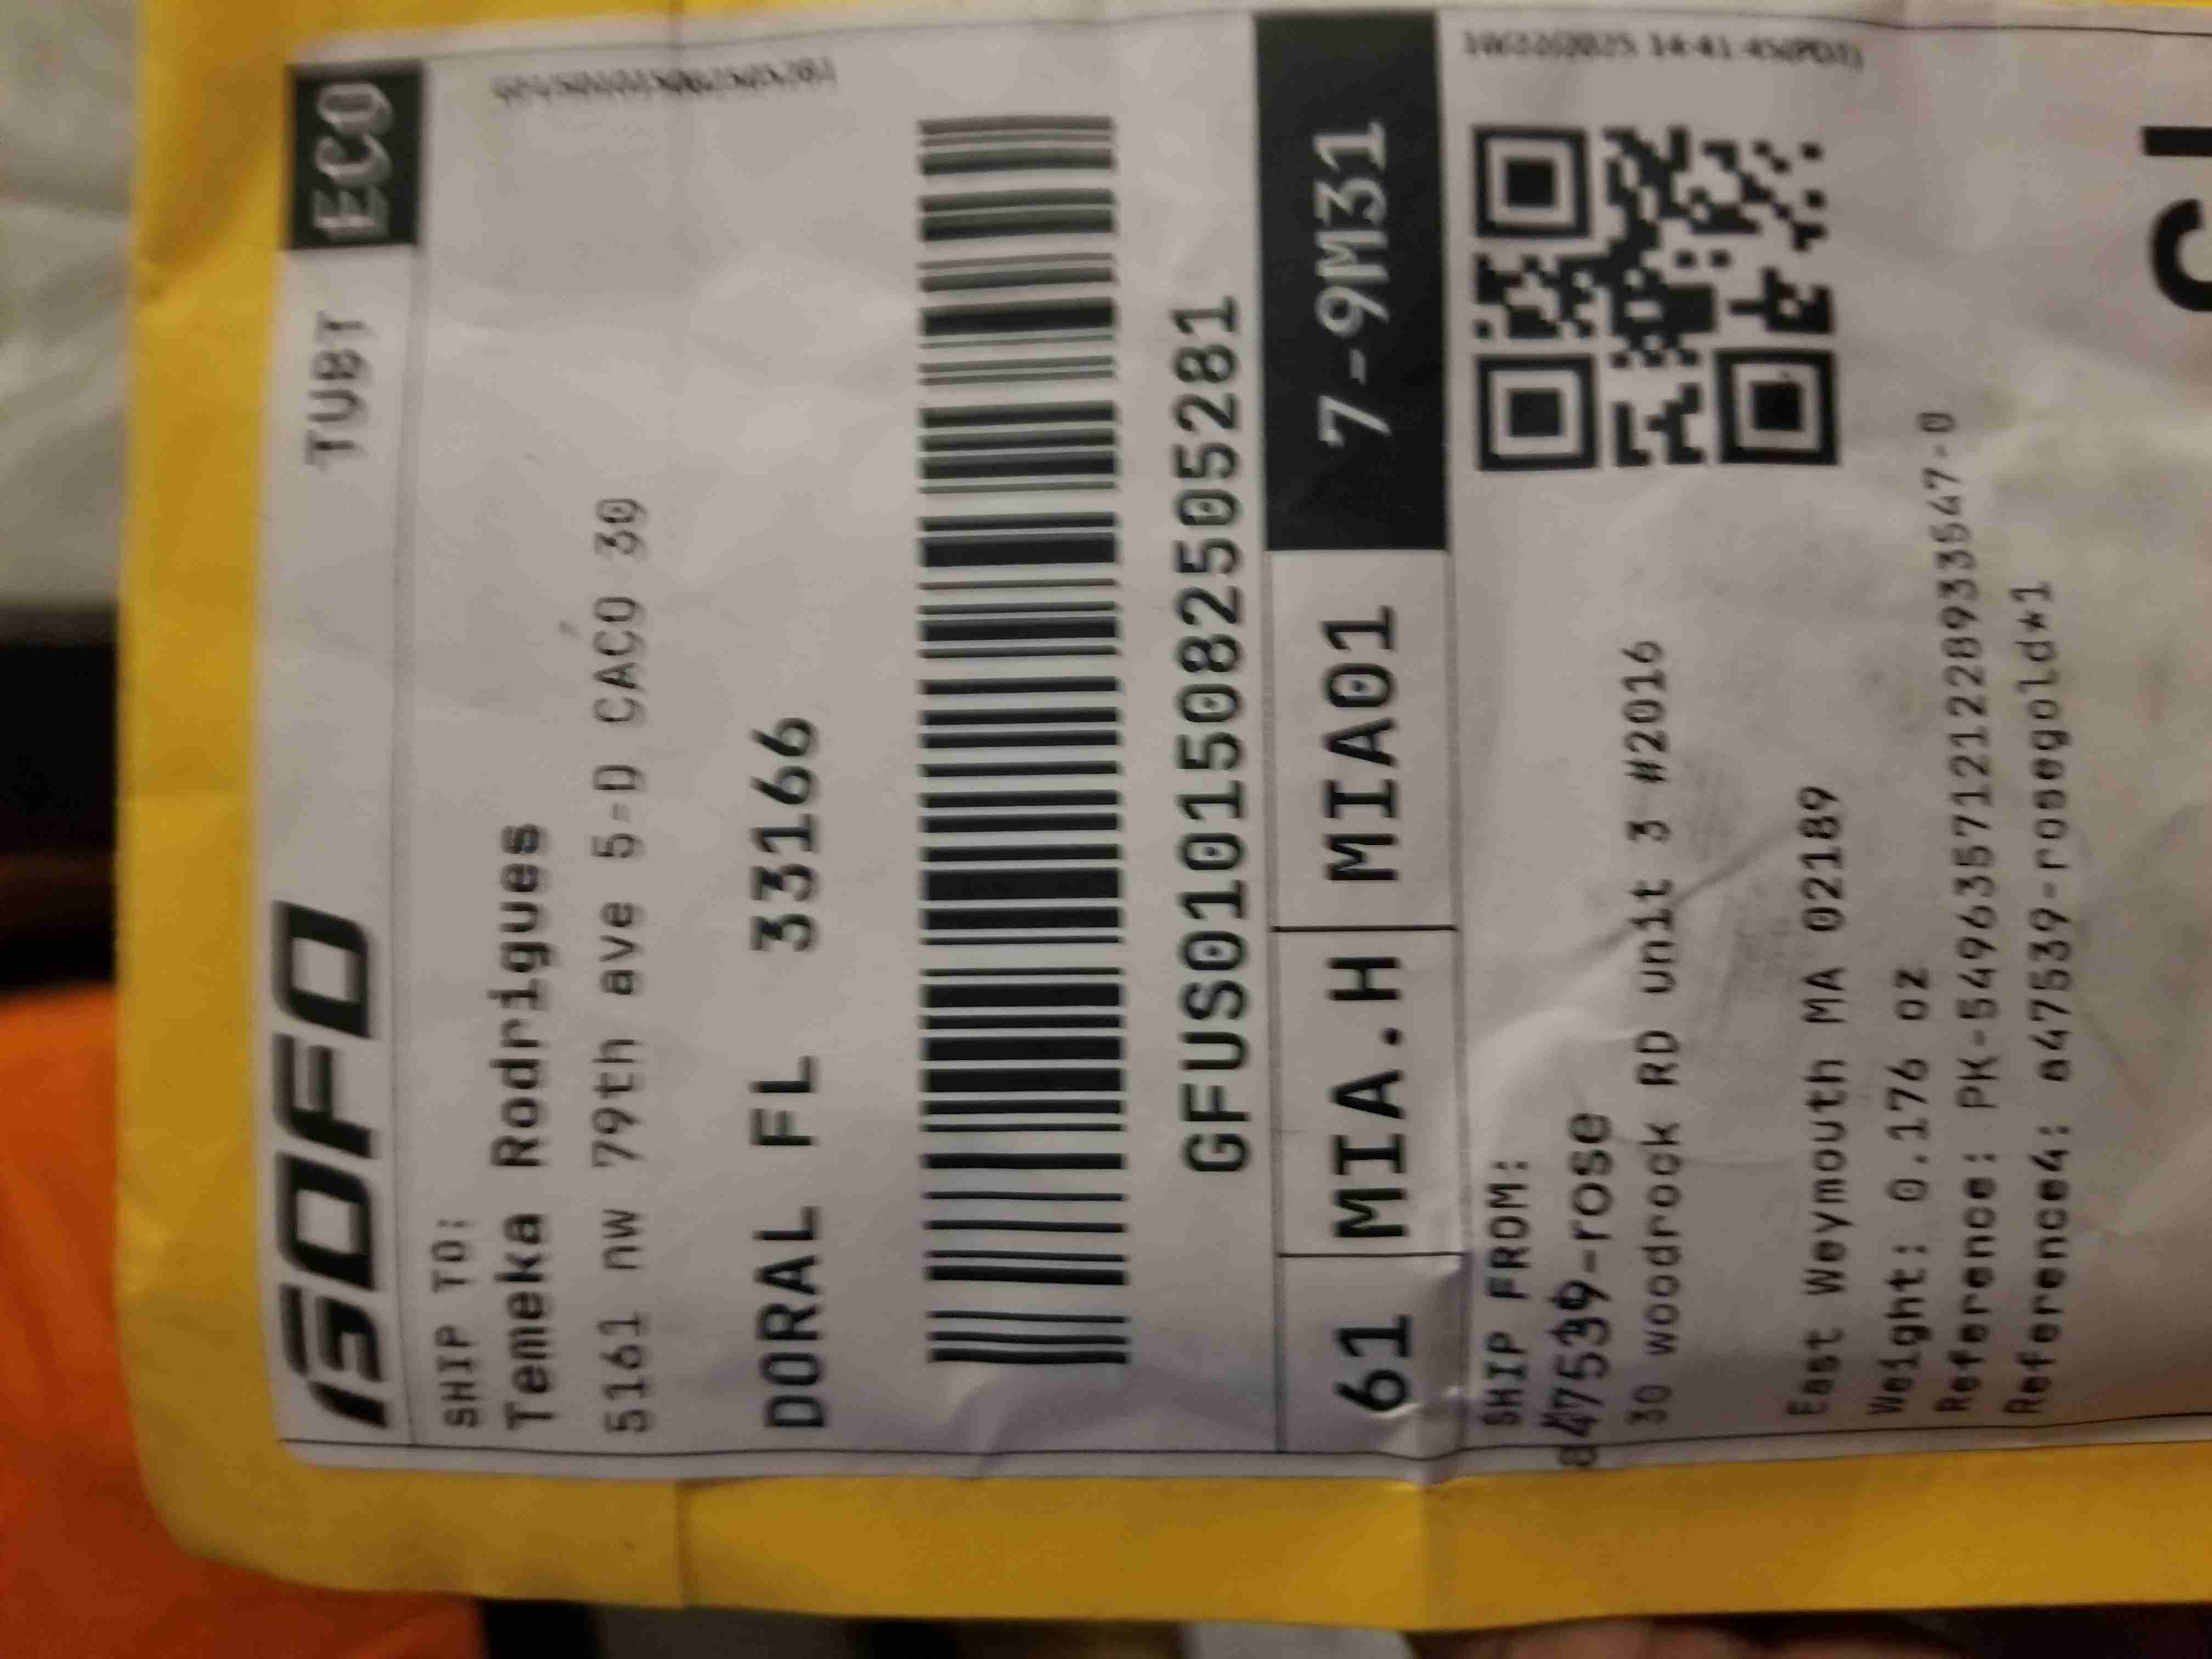 GOFO
TUBT ECO
SHIP TO:
Temeka Rodrigues
5161 nw 79th ave 5-D CACO 30
DORAL FL 33166
GFUS01015082505281
61 MIA.H MIA01 7-9M31
SHIP FROM:
a47539-rose
30 woodrock RD unit 3 #2016
East Weymouth MA 02189
Weight: 0.176 oz
Reference: PK-5496357121228933547-0
Reference4: a47539-rosegold*1